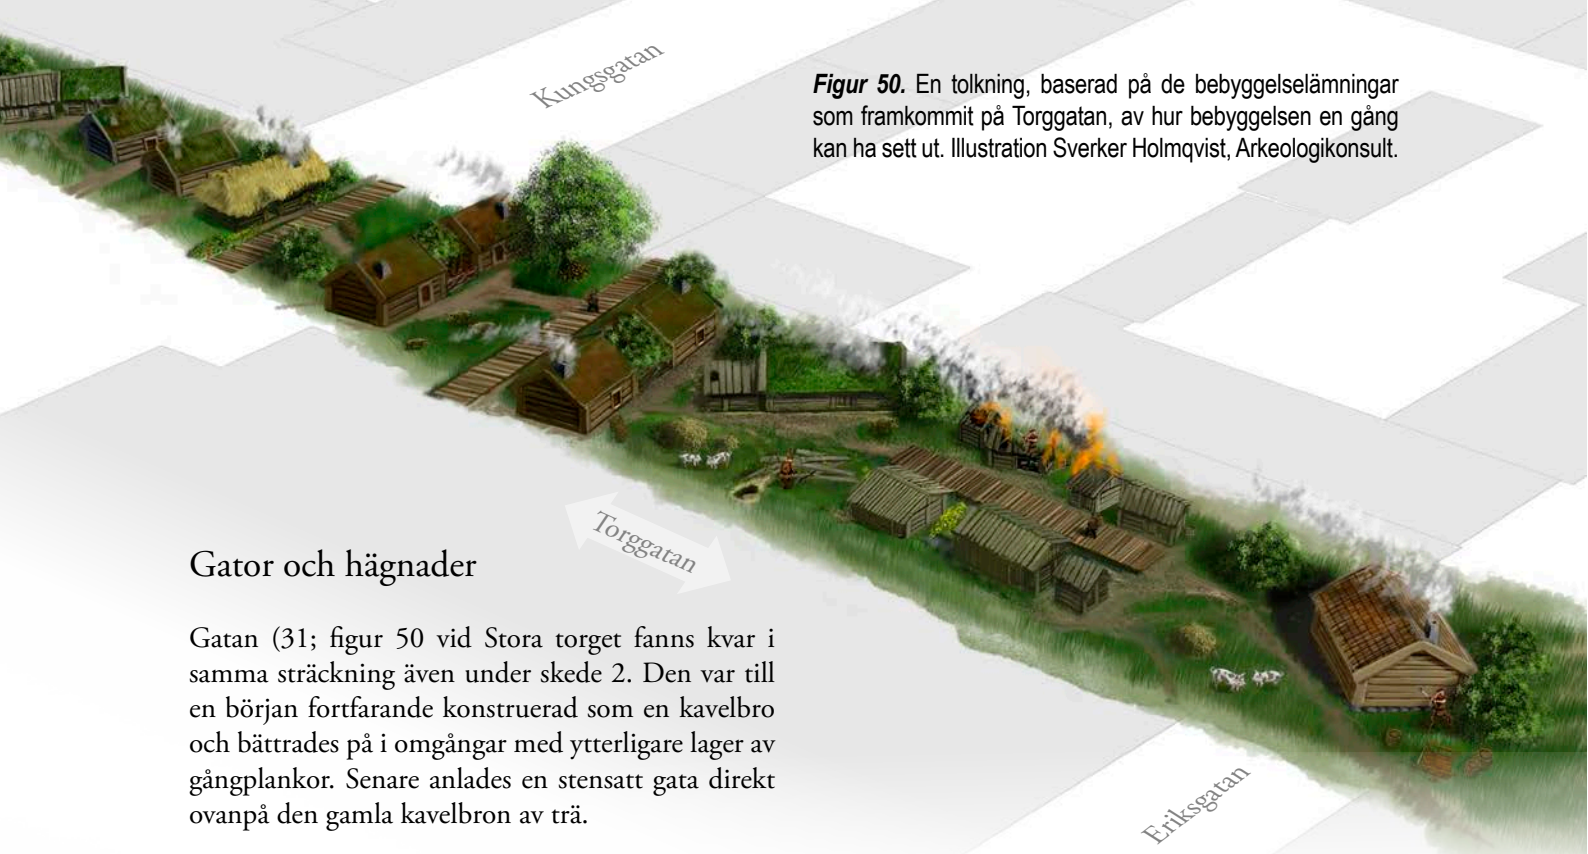 Kungsgatan
Figur 50. En tolkning, baserad på de bebyggelselämningar
som framkommit på Torggatan, av hur bebyggelsen en gång
kan ha sett ut. Illustration Sverker Holmqvist, Arkeologikonsult.
Torggatan
Gator och hägnader
Gatan (31; figur 50 vid Stora torget fanns kvar i
samma sträckning även under skede 2. Den var till
en början fortfarande konstruerad som en kavelbro
och bättrades på i omgångar med ytterligare lager av
gångplankor. Senare anlades en stensatt gata direkt
ovanpå den gamla kavelbron av trä.
Eriksgatan